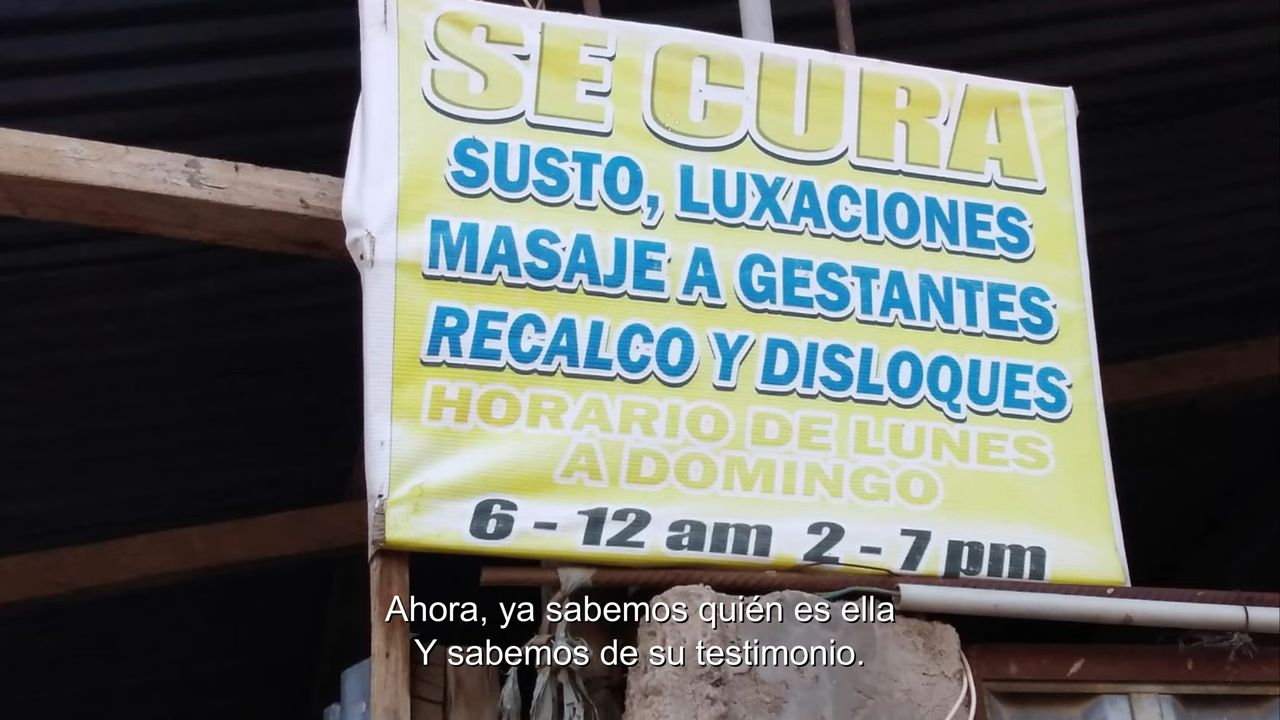 SE CURA
SUSTO, LUXACIONES
MASAJE A GESTANTES
RECALCO Y DISLOQUES
HORARIO DE LUNES
A DOMINGO
6 - 12 am 2 - 7 pm
Ahora, ya sabemos quién es ella
Y sabemos de su testimonio.